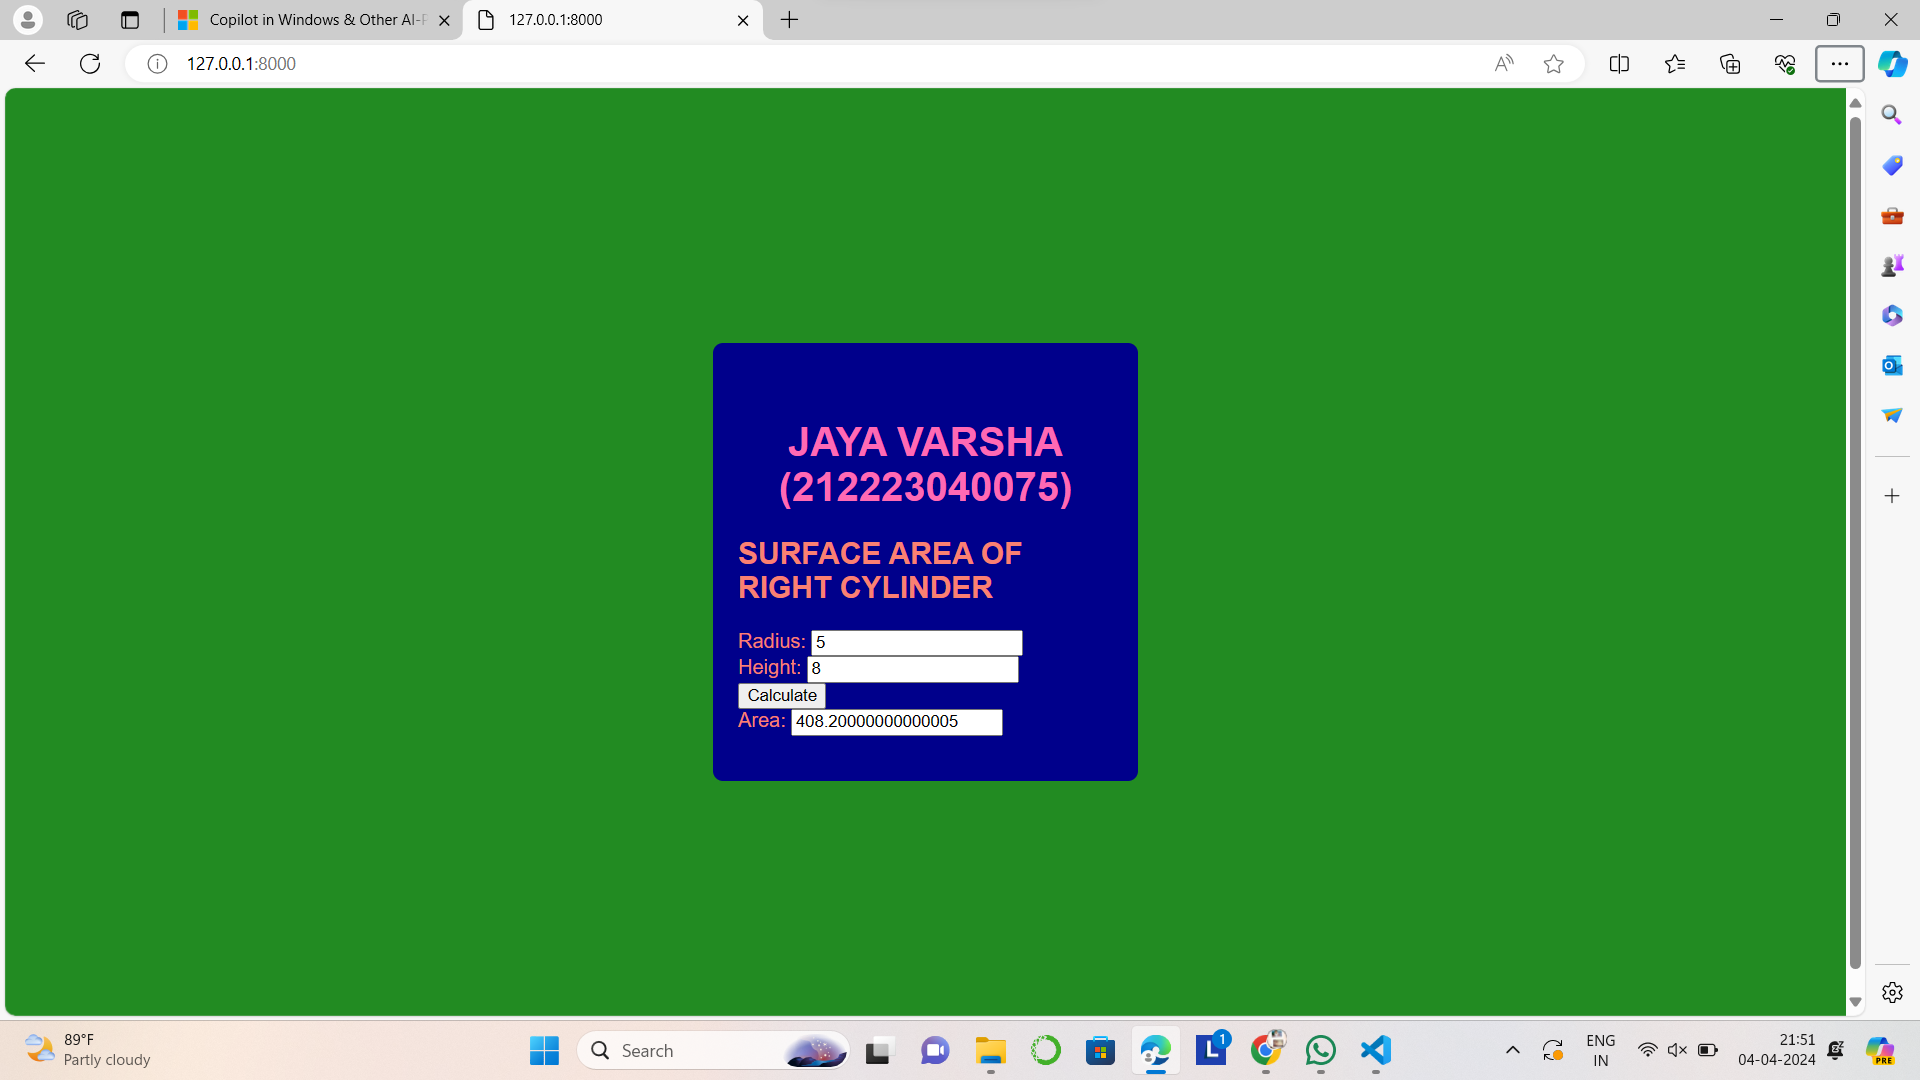 Copilot in Windows & Other AI-P
127.0.0.1:8000
127.0.0.1:8000
JAYA VARSHA
(212223040075)
SURFACE AREA OF
RIGHT CYLINDER
Radius: 5
Height: 8
Calculate
Area: 408.20000000000005
89°F
Partly cloudy
Search
1
ENG
IN
21:51
04-04-2024
PRE